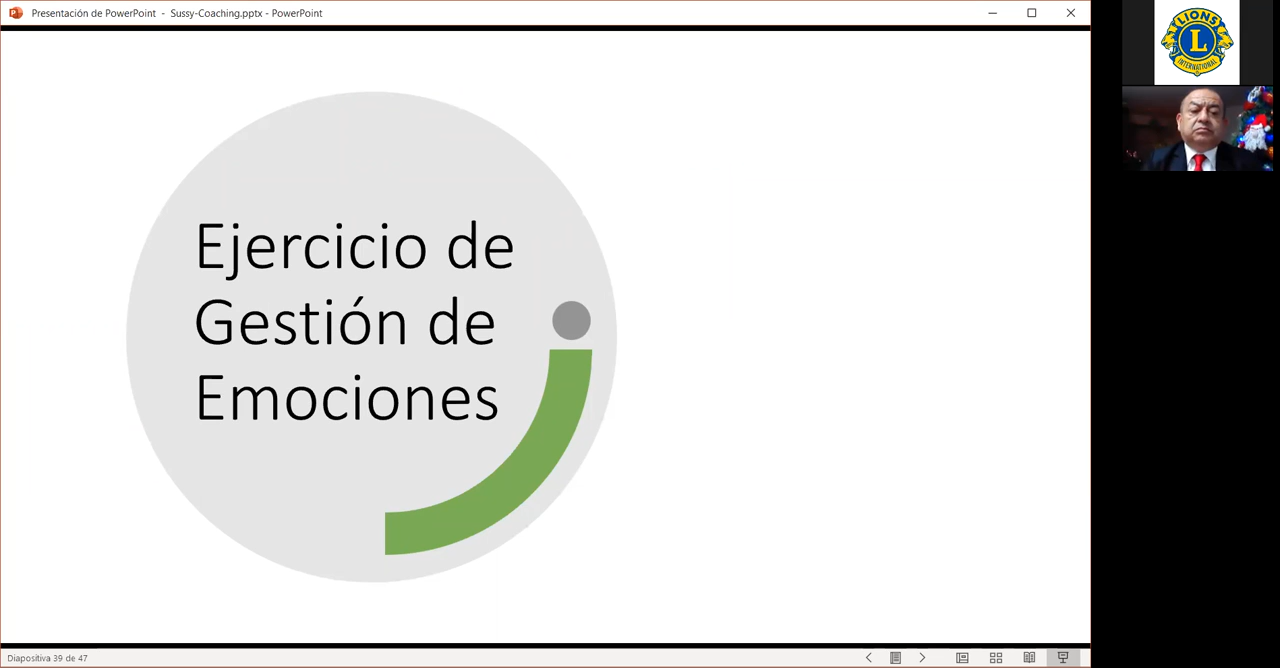 Presentación de PowerPoint - Sussy-Coaching.pptx - PowerPoint
LIONS
L
INTERNATIONAL
Ejercicio de
Gestión de
Emociones
Diapositiva 39 de 47